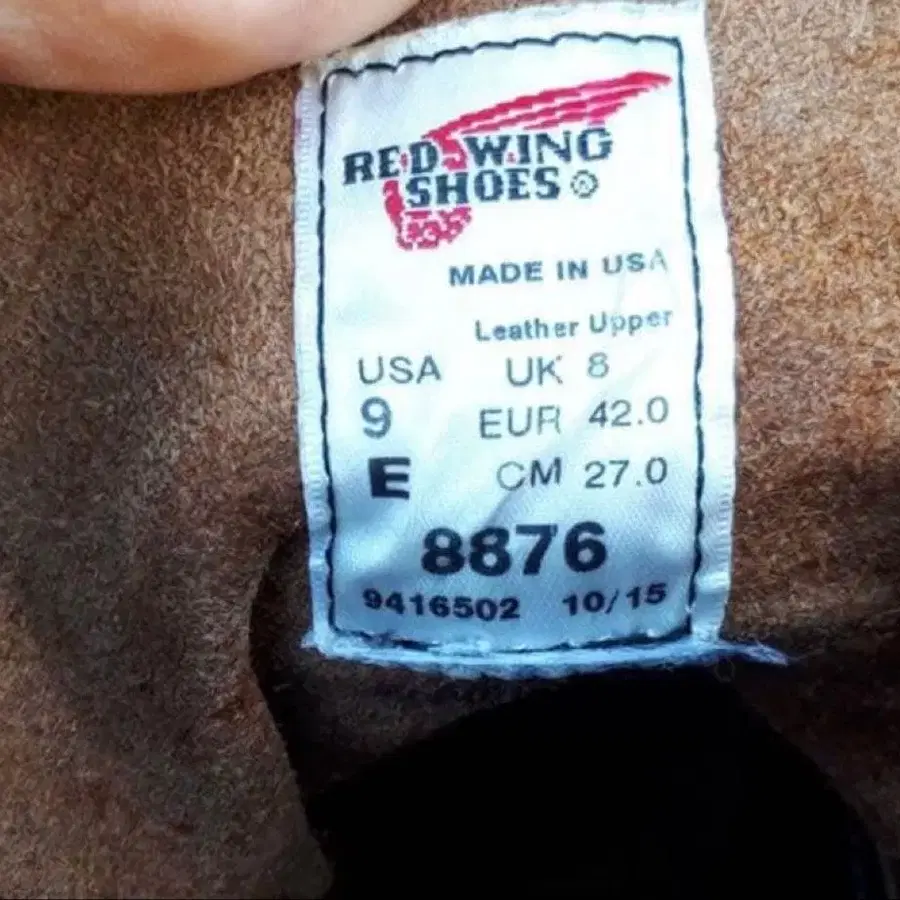 RED WING
SHOES
MADE IN USA
Leather Upper
USA UK 8
9 EUR 42.0
E CM 27.0
8876
9416502 10/15